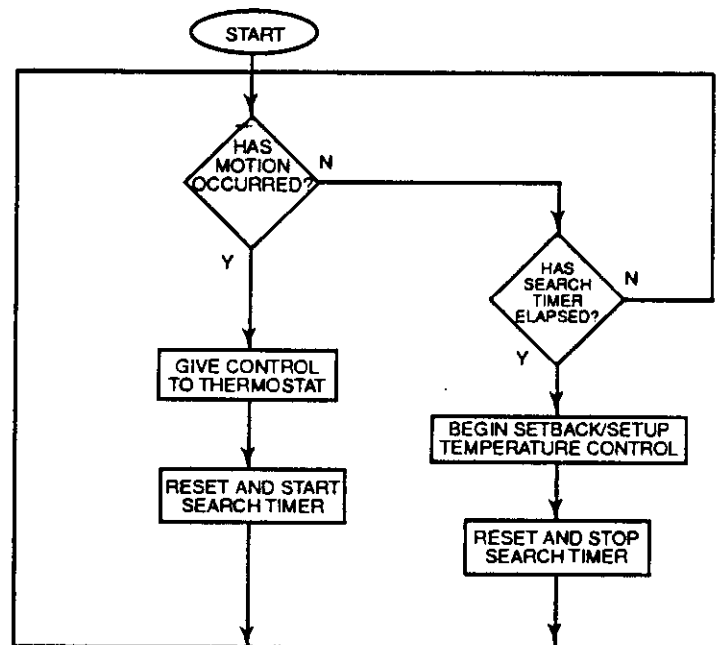 START
HAS
MOTION
OCCURRED?
N
Y
HAS
SEARCH
TIMER
ELAPSED?
N
Y
GIVE CONTROL
TO THERMOSTAT
BEGIN SETBACK/SETUP
TEMPERATURE CONTROL
RESET AND START
SEARCH TIMER
RESET AND STOP
SEARCH TIMER